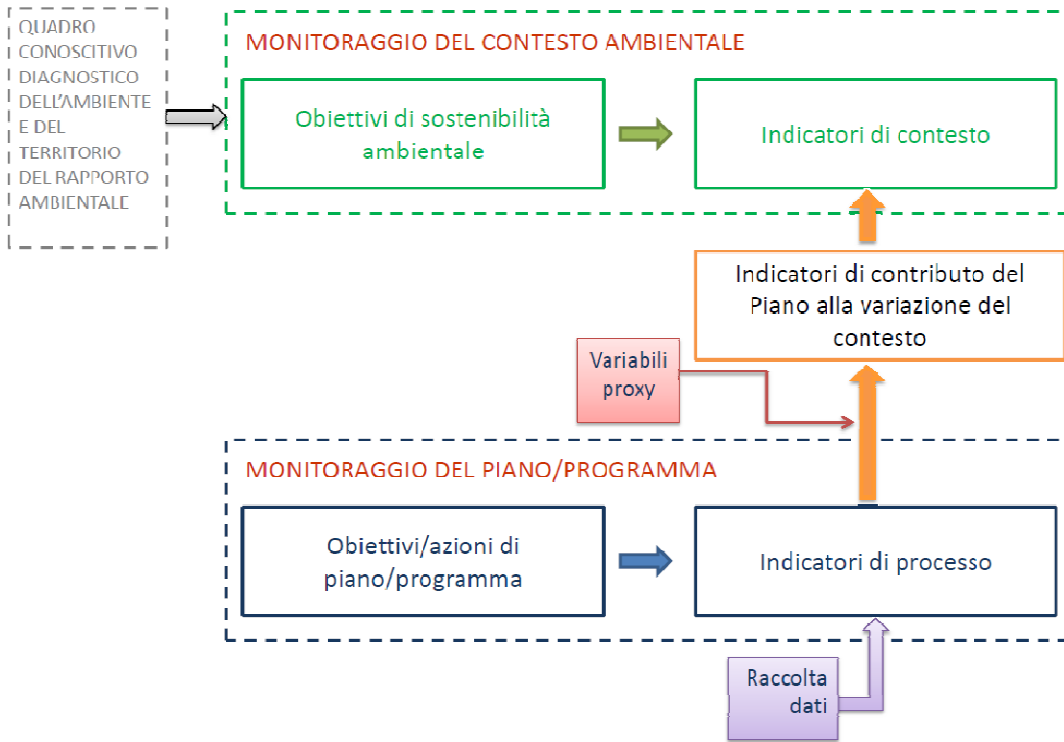 QUADRO
CONOSCITIVO
DIAGNOSTICO
DELL'AMBIENTE
E DEL
TERRITORIO
DEL RAPPORTO
AMBIENTALE
MONITORAGGIO DEL CONTESTO AMBIENTALE
Obiettivi di sostenibilità
ambientale
Indicatori di contesto
Indicatori di contributo del
Piano alla variazione del
contesto
Variabili
proxy
MONITORAGGIO DEL PIANO/PROGRAMMA
Obiettivi/azioni di
piano/programma
Indicatori di processo
Raccolta
dati